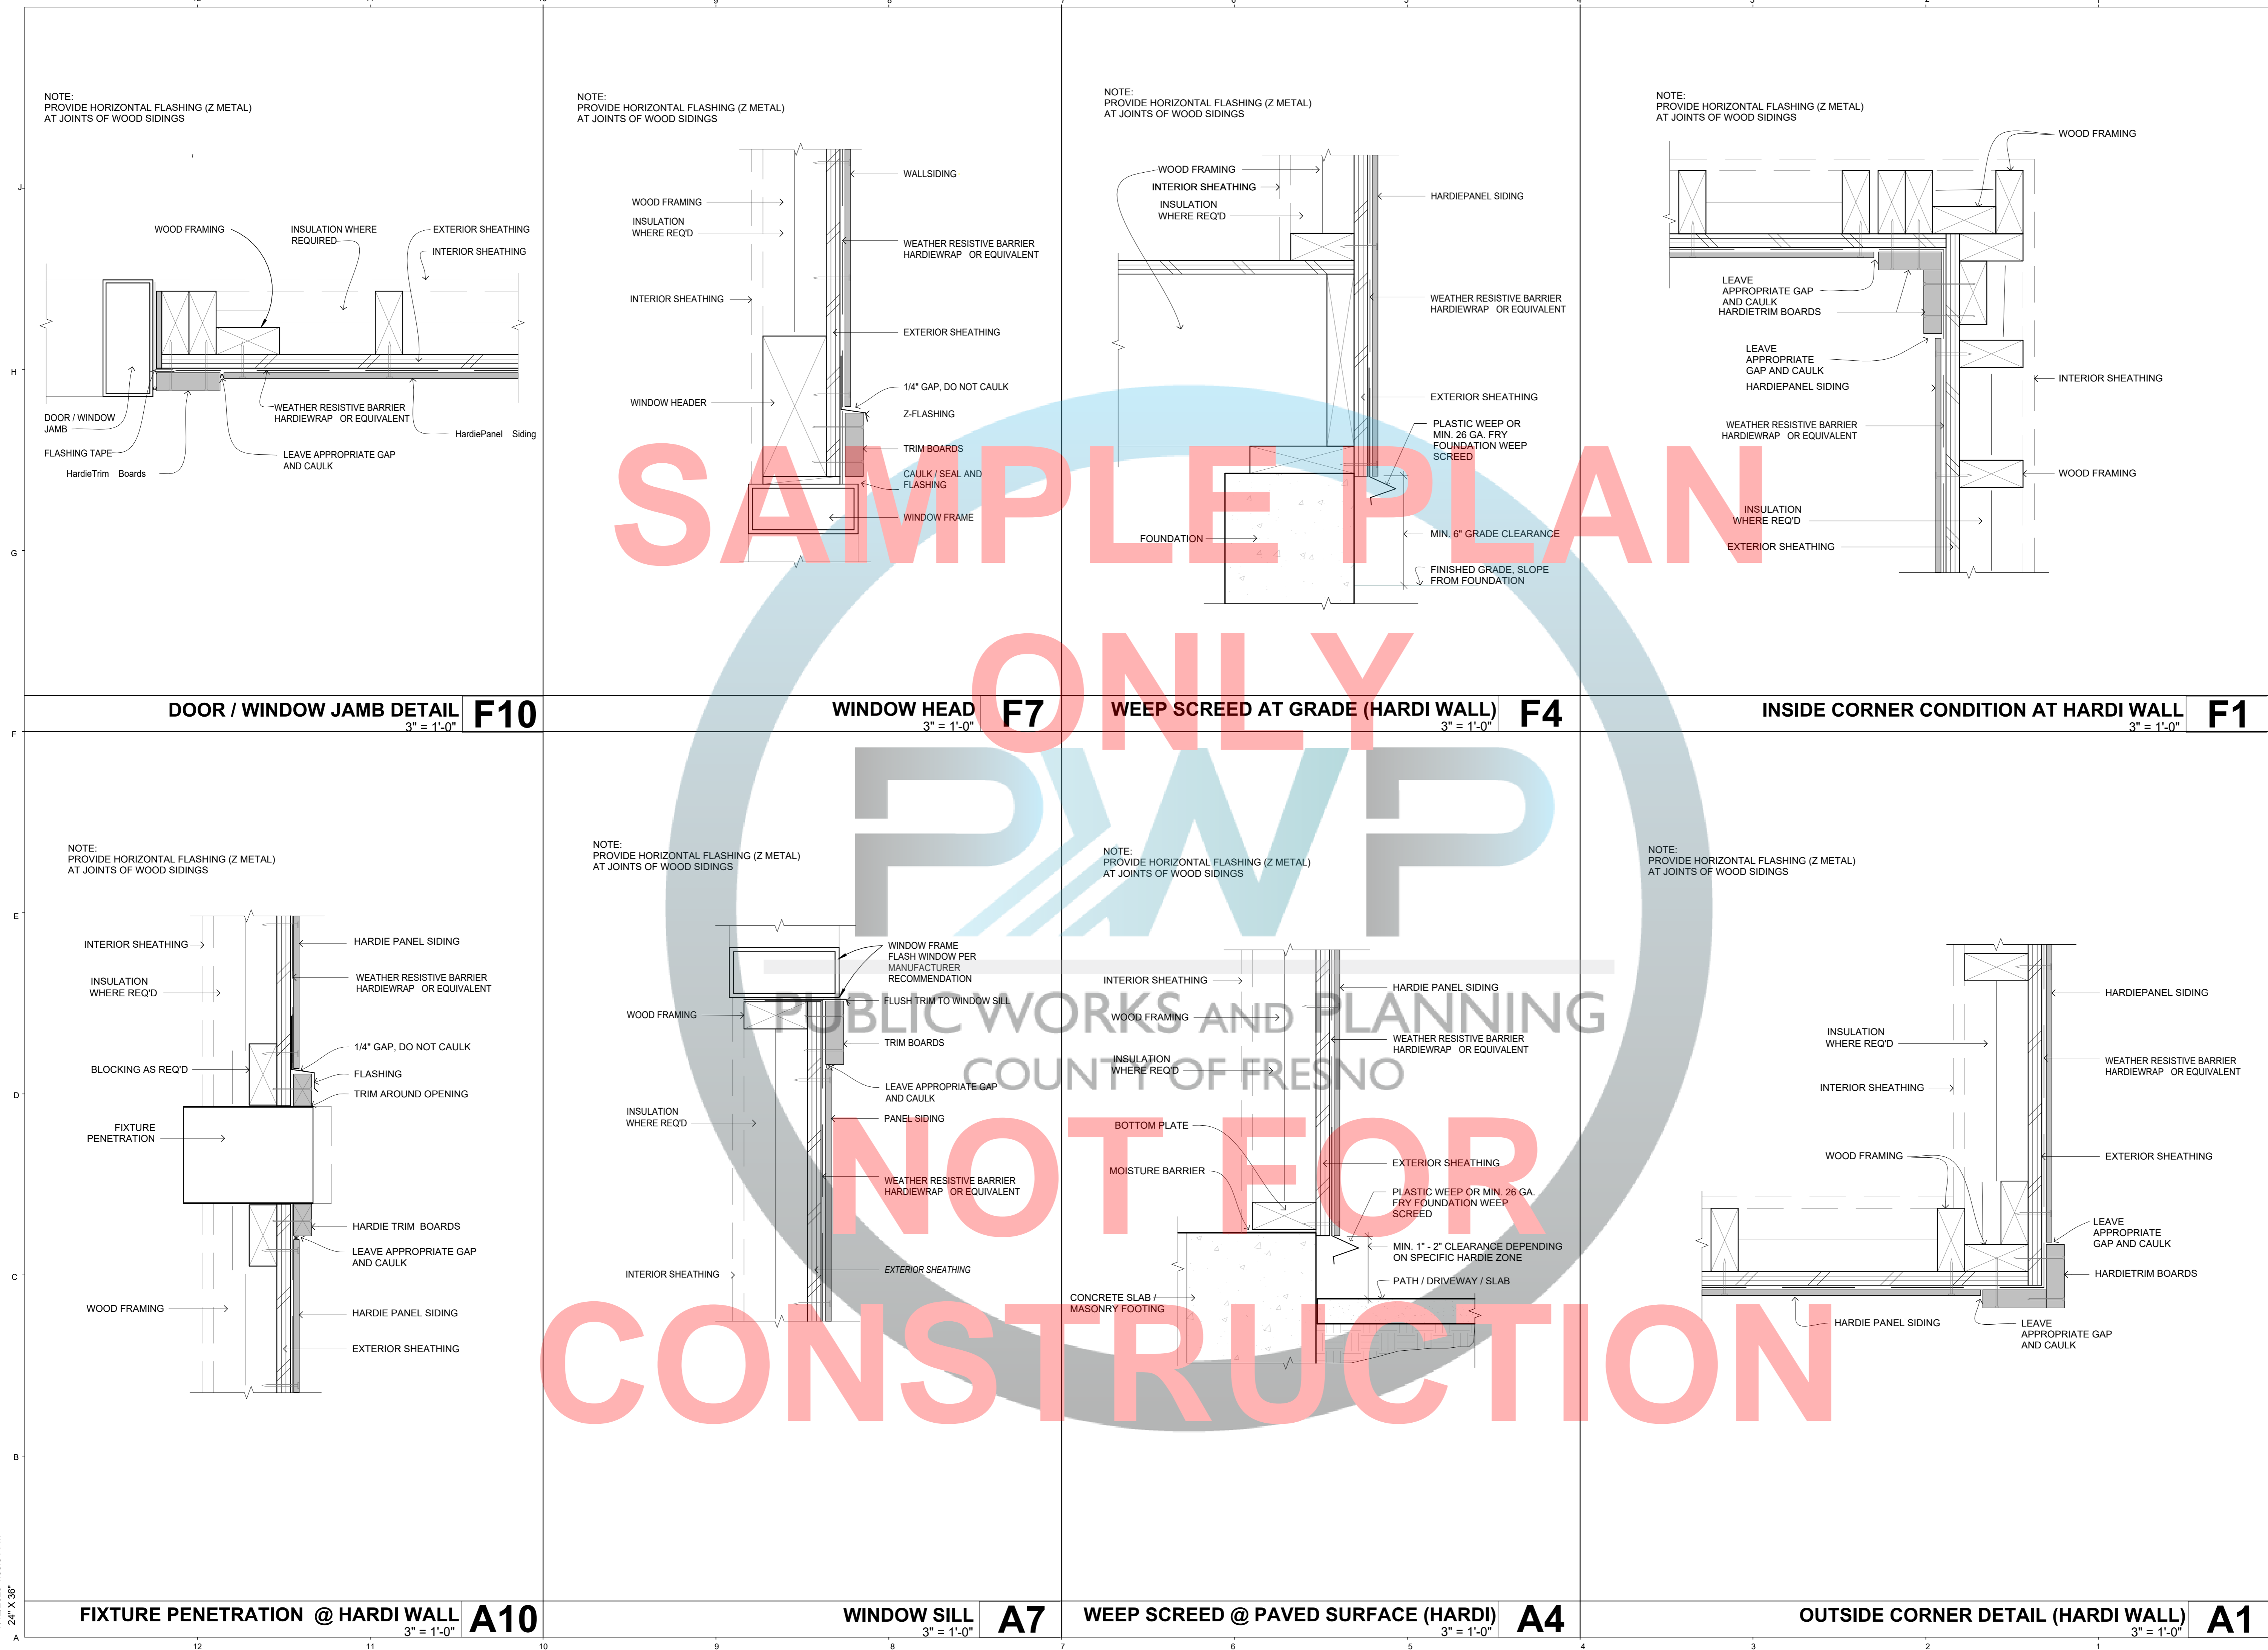 NOTE:
PROVIDE HORIZONTAL FLASHING (Z METAL)
AT JOINTS OF WOOD SIDINGS
WOOD FRAMING
INSULATION WHERE
REQUIRED
EXTERIOR SHEATHING
INTERIOR SHEATHING
DOOR / WINDOW
JAMB
FLASHING TAPE
HardieTrim Boards
WEATHER RESISTIVE BARRIER
HARDIEWRAP OR EQUIVALENT
LEAVE APPROPRIATE GAP
AND CAULK
HardiePanel Siding
DOOR / WINDOW JAMB DETAIL
3" = 1'-0"
F10
NOTE:
PROVIDE HORIZONTAL FLASHING (Z METAL)
AT JOINTS OF WOOD SIDINGS
WOOD FRAMING
INSULATION
WHERE REQ'D
INTERIOR SHEATHING
WINDOW HEADER
WALLSIDING
WEATHER RESISTIVE BARRIER
HARDIEWRAP OR EQUIVALENT
EXTERIOR SHEATHING
1/4" GAP, DO NOT CAULK
Z-FLASHING
TRIM BOARDS
CAULK / SEAL AND
FLASHING
WINDOW FRAME
WINDOW HEAD
3" = 1'-0"
F7
NOTE:
PROVIDE HORIZONTAL FLASHING (Z METAL)
AT JOINTS OF WOOD SIDINGS
WOOD FRAMING
INTERIOR SHEATHING
INSULATION
WHERE REQ'D
FOUNDATION
HARDIEPANEL SIDING
WEATHER RESISTIVE BARRIER
HARDIEWRAP OR EQUIVALENT
EXTERIOR SHEATHING
PLASTIC WEEP OR
MIN. 26 GA. FRY
FOUNDATION WEEP
SCREED
MIN. 6" GRADE CLEARANCE
FINISHED GRADE, SLOPE
FROM FOUNDATION
WEEP SCREED AT GRADE (HARDI WALL)
3" = 1'-0"
F4
NOTE:
PROVIDE HORIZONTAL FLASHING (Z METAL)
AT JOINTS OF WOOD SIDINGS
WOOD FRAMING
LEAVE
APPROPRIATE GAP
AND CAULK
HARDIETRIM BOARDS
LEAVE
APPROPRIATE
GAP AND CAULK
HARDIEPANEL SIDING
WEATHER RESISTIVE BARRIER
HARDIEWRAP OR EQUIVALENT
INSULATION
WHERE REQ'D
EXTERIOR SHEATHING
INTERIOR SHEATHING
WOOD FRAMING
INSIDE CORNER CONDITION AT HARDI WALL
3" = 1'-0"
F1
SAMPLE PLAN
ONLY
NOT FOR
CONSTRUCTION
PWP
PUBLIC WORKS AND PLANNING
COUNTY OF FRESNO
NOTE:
PROVIDE HORIZONTAL FLASHING (Z METAL)
AT JOINTS OF WOOD SIDINGS
INTERIOR SHEATHING
INSULATION
WHERE REQ'D
BLOCKING AS REQ'D
FIXTURE
PENETRATION
WOOD FRAMING
HARDIE PANEL SIDING
WEATHER RESISTIVE BARRIER
HARDIEWRAP OR EQUIVALENT
1/4" GAP, DO NOT CAULK
FLASHING
TRIM AROUND OPENING
HARDIE TRIM BOARDS
LEAVE APPROPRIATE GAP
AND CAULK
HARDIE PANEL SIDING
EXTERIOR SHEATHING
FIXTURE PENETRATION @ HARDI WALL
3" = 1'-0"
A10
NOTE:
PROVIDE HORIZONTAL FLASHING (Z METAL)
AT JOINTS OF WOOD SIDINGS
WOOD FRAMING
INSULATION
WHERE REQ'D
INTERIOR SHEATHING
WINDOW FRAME
FLASH WINDOW PER
MANUFACTURER
RECOMMENDATION
FLUSH TRIM TO WINDOW SILL
TRIM BOARDS
LEAVE APPROPRIATE GAP
AND CAULK
PANEL SIDING
WEATHER RESISTIVE BARRIER
HARDIEWRAP OR EQUIVALENT
EXTERIOR SHEATHING
WINDOW SILL
3" = 1'-0"
A7
NOTE:
PROVIDE HORIZONTAL FLASHING (Z METAL)
AT JOINTS OF WOOD SIDINGS
INTERIOR SHEATHING
WOOD FRAMING
INSULATION
WHERE REQ'D
BOTTOM PLATE
MOISTURE BARRIER
CONCRETE SLAB /
MASONRY FOOTING
HARDIE PANEL SIDING
WEATHER RESISTIVE BARRIER
HARDIEWRAP OR EQUIVALENT
EXTERIOR SHEATHING
PLASTIC WEEP OR MIN. 26 GA.
FRY FOUNDATION WEEP
SCREED
MIN. 1" - 2" CLEARANCE DEPENDING
ON SPECIFIC HARDIE ZONE
PATH / DRIVEWAY / SLAB
WEEP SCREED @ PAVED SURFACE (HARDI)
3" = 1'-0"
A4
NOTE:
PROVIDE HORIZONTAL FLASHING (Z METAL)
AT JOINTS OF WOOD SIDINGS
INSULATION
WHERE REQ'D
INTERIOR SHEATHING
WOOD FRAMING
HARDIEPANEL SIDING
WEATHER RESISTIVE BARRIER
HARDIEWRAP OR EQUIVALENT
EXTERIOR SHEATHING
LEAVE
APPROPRIATE
GAP AND CAULK
HARDIETRIM BOARDS
HARDIE PANEL SIDING
LEAVE
APPROPRIATE GAP
AND CAULK
OUTSIDE CORNER DETAIL (HARDI WALL)
3" = 1'-0"
A1
J
H
G
F
E
D
C
B
A
24" X 36"
12
11
10
9
8
7
6
5
4
3
2
1